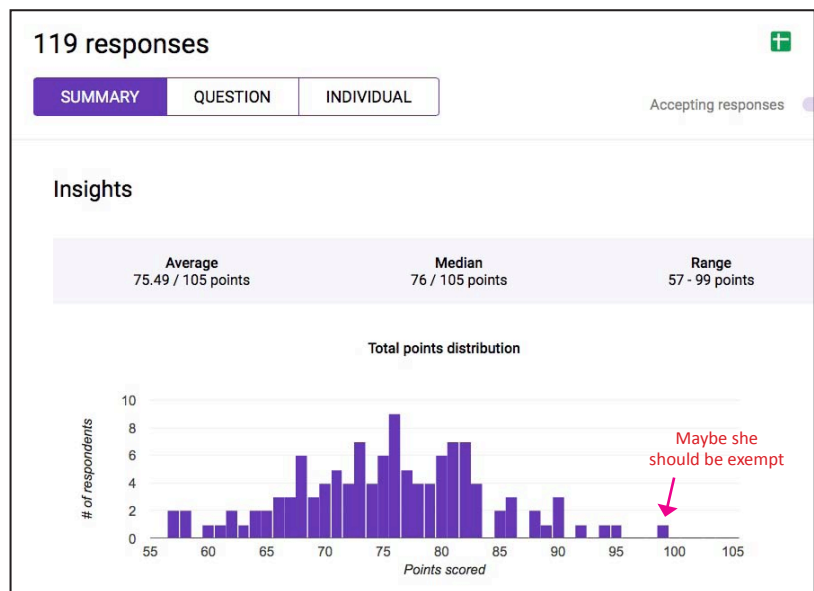 119 responses
SUMMARY QUESTION INDIVIDUAL
Accepting responses
Insights
Average Median Range
75.49 / 105 points 76 / 105 points 57 - 99 points
Total points distribution
# of respondents
10
8
6
4
2
0
Maybe she
should be exempt
55 60 65 70 75 80 85 90 95 100 105
Points scored